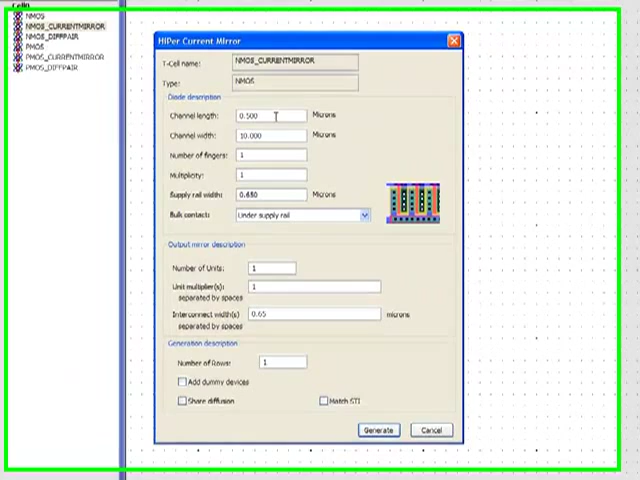 Cells
NMOS
NMOS_CURRENTMIRROR
NMOS_DIFFPAIR
PMOS
PMOS_CURRENTMIRROR
PMOS_DIFFPAIR
HiPer Current Mirror
T-Cell name: NMOS_CURRENTMIRROR
Type: NMOS
Diode description
Channel length: 0.500 Microns
Channel width: 10.000 Microns
Number of fingers: 1
Multiplicity: 1
Supply rail width: 0.650 Microns
Bulk contact: Under supply rail
Output mirror description
Number of Units: 1
Unit multiplier(s): 1
separated by spaces
Interconnect width(s) 0.65 microns
separated by spaces
Generation description
Number of Rows: 1
Add dummy devices
Share diffusion Match STI
Generate Cancel